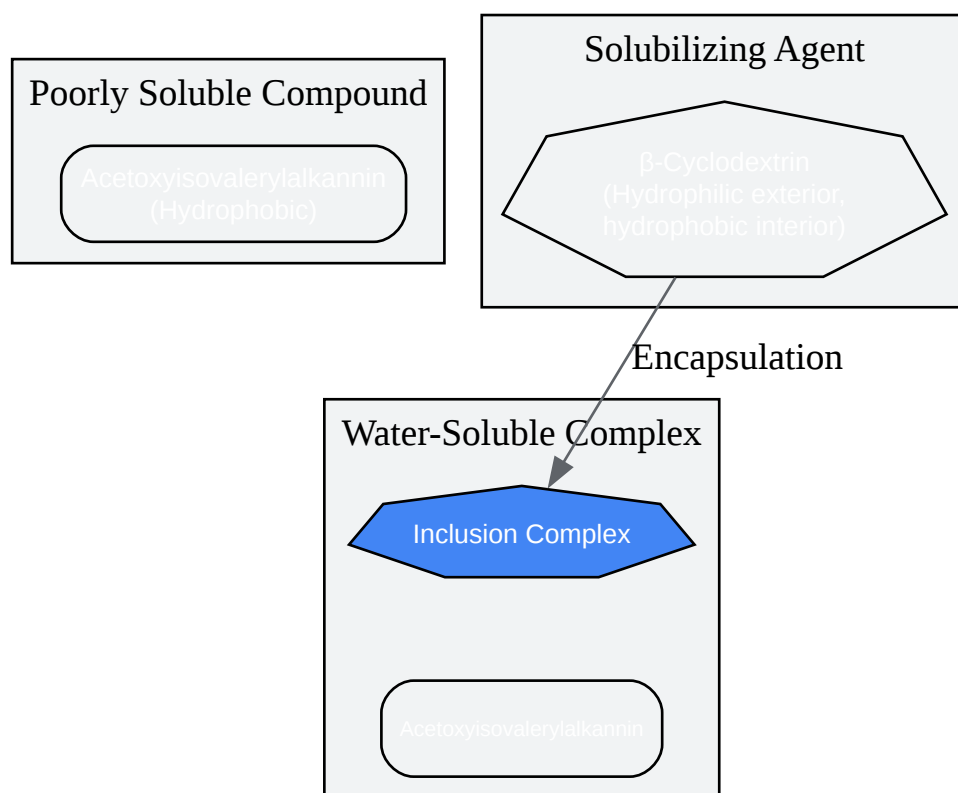 Poorly Soluble Compound
Acetoxyisovalerylalkannin
(Hydrophobic)
Solubilizing Agent
β-Cyclodextrin
(Hydrophilic exterior,
hydrophobic interior)
Encapsulation
Water-Soluble Complex
Inclusion Complex
Acetoxyisovalerylalkannin